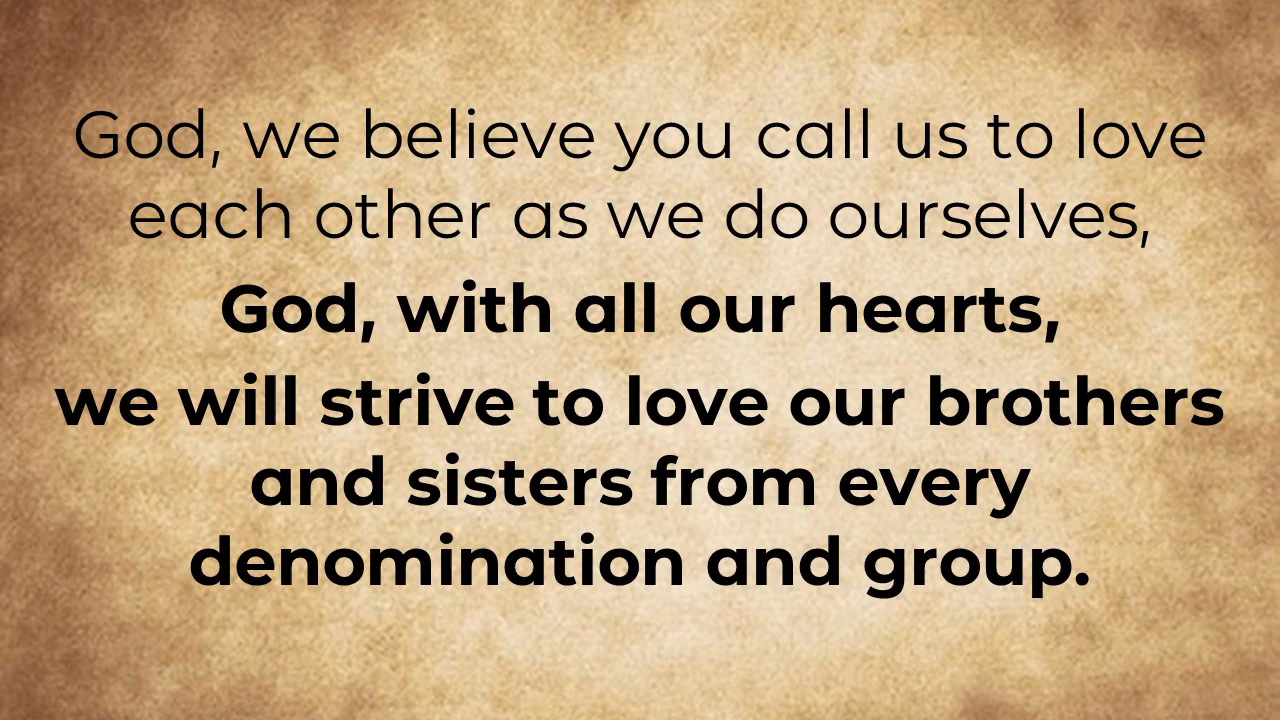 God, we believe you call us to love
each other as we do ourselves,
God, with all our hearts,
we will strive to love our brothers
and sisters from every
denomination and group.